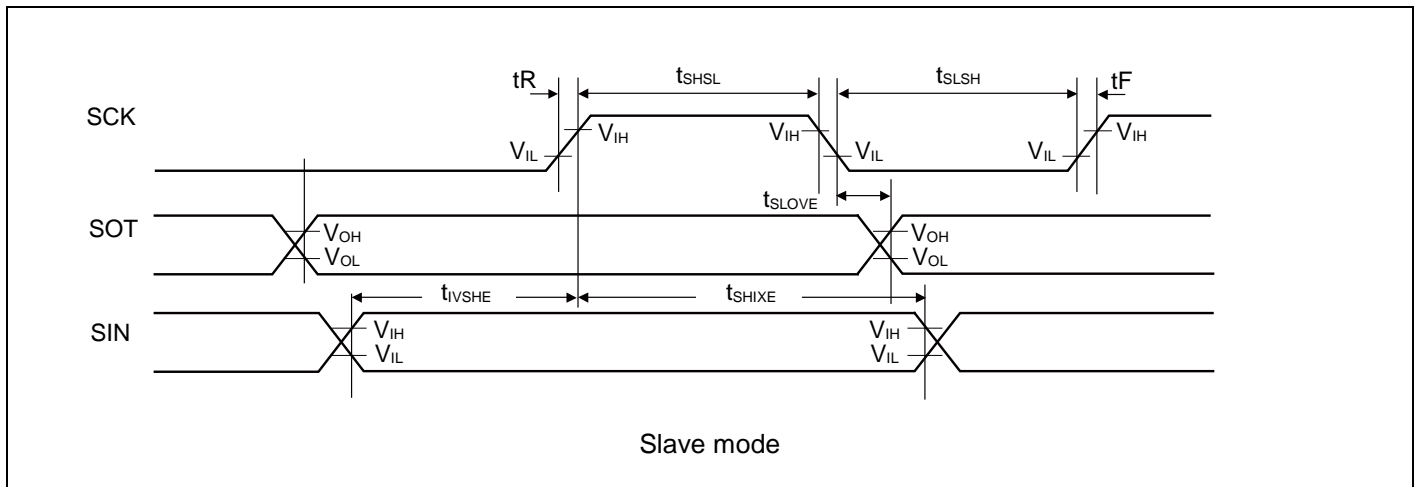 tR tSHSL tSLSH tF
SCK
VIH VIH VIH
VIL VIL VIL
tSLOVE
SOT
VOH VOH
VOL VOL
tIVSHE tSHIXE
SIN
VIH VIH
VIL VIL
Slave mode